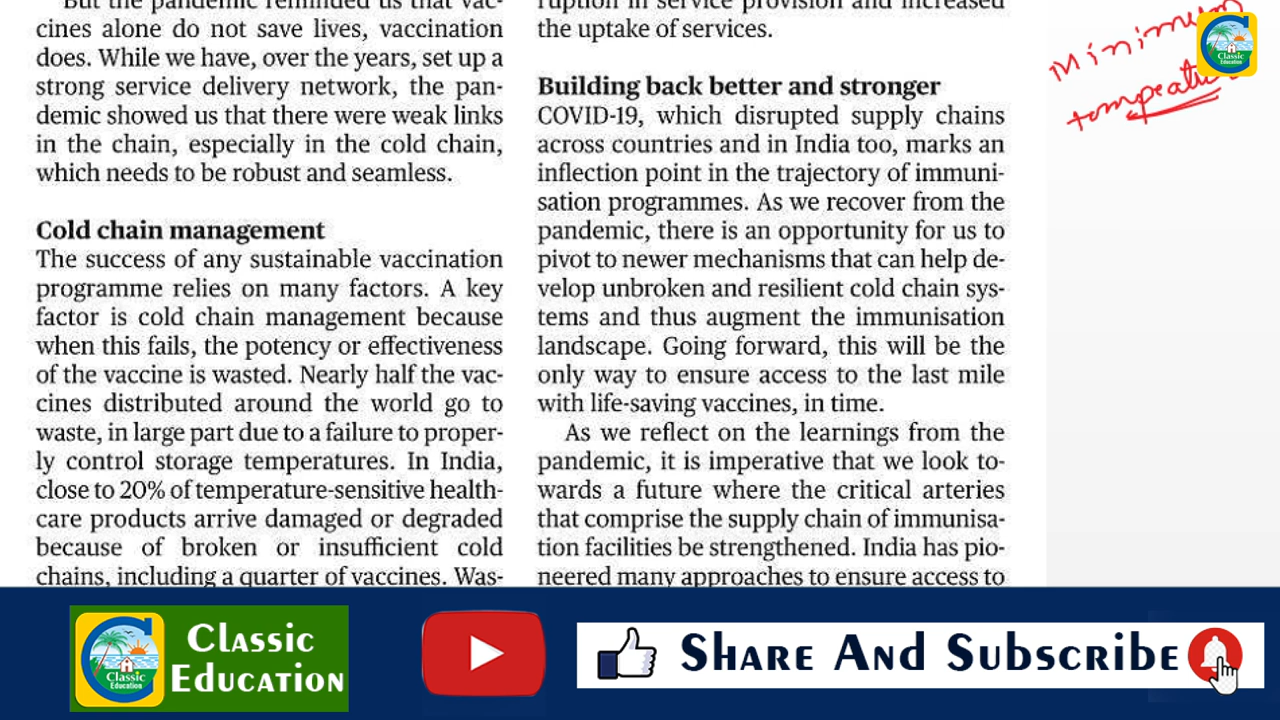 But the pandemic reminded us that vac-
cines alone do not save lives, vaccination
does. While we have, over the years, set up a
strong service delivery network, the pan-
demic showed us that there were weak links
in the chain, especially in the cold chain,
which needs to be robust and seamless.
Cold chain management
The success of any sustainable vaccination
programme relies on many factors. A key
factor is cold chain management because
when this fails, the potency or effectiveness
of the vaccine is wasted. Nearly half the vac-
cines distributed around the world go to
waste, in large part due to a failure to proper-
ly control storage temperatures. In India,
close to 20% of temperature-sensitive health-
care products arrive damaged or degraded
because of broken or insufficient cold
chains, including a quarter of vaccines. Was-
ruption in service provision and increased
the uptake of services.
Building back better and stronger
COVID-19, which disrupted supply chains
across countries and in India too, marks an
inflection point in the trajectory of immuni-
sation programmes. As we recover from the
pandemic, there is an opportunity for us to
pivot to newer mechanisms that can help de-
velop unbroken and resilient cold chain sys-
tems and thus augment the immunisation
landscape. Going forward, this will be the
only way to ensure access to the last mile
with life-saving vaccines, in time.
As we reflect on the learnings from the
pandemic, it is imperative that we look to-
wards a future where the critical arteries
that comprise the supply chain of immunisa-
tion facilities be strengthened. India has pio-
neered many approaches to ensure access to
Minimum
Classic
Education
Classic
Education
Classic
Education
Share And Subscribe